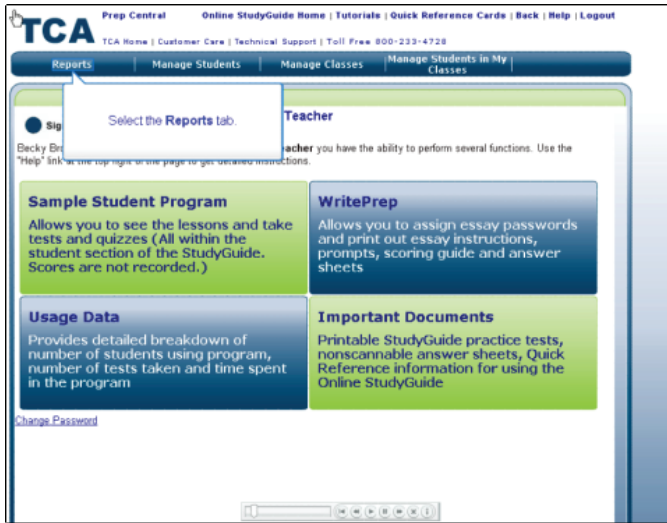 Prep Central
Online StudyGuide Home | Tutorials | Quick Reference Cards | Back | Help | Logout
TCA
TCA Home | Customer Care | Technical Support | Toll Free 800-233-4728
Reports | Manage Students | Manage Classes | Manage Students in My Classes |
Select the Reports tab.
Sig
Teacher
Becky Bro
eacher you have the ability to perform several functions. Use the
"Help" link at the top right of the page to get detailed instructions.
Sample Student Program
Allows you to see the lessons and take
tests and quizzes (All within the
student section of the StudyGuide.
Scores are not recorded.)
WritePrep
Allows you to assign essay passwords
and print out essay instructions,
prompts, scoring guide and answer
sheets
Usage Data
Provides detailed breakdown of
number of students using program,
number of tests taken and time spent
in the program
Important Documents
Printable StudyGuide practice tests,
nonscannable answer sheets, Quick
Reference information for using the
Online StudyGuide
Change Password